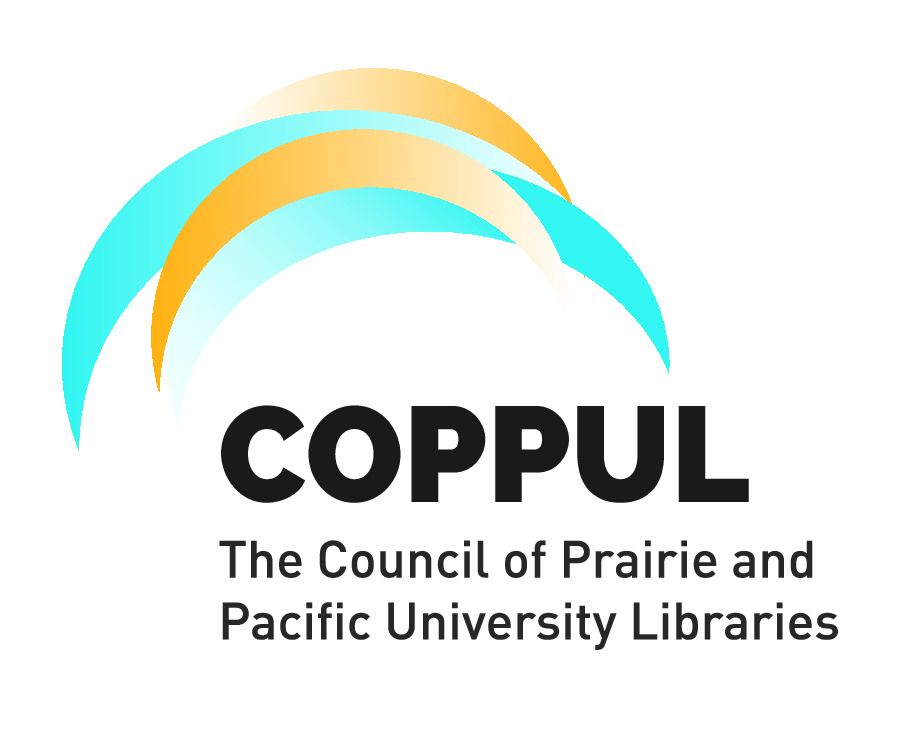 COPPUL
The Council of Prairie and
Pacific University Libraries